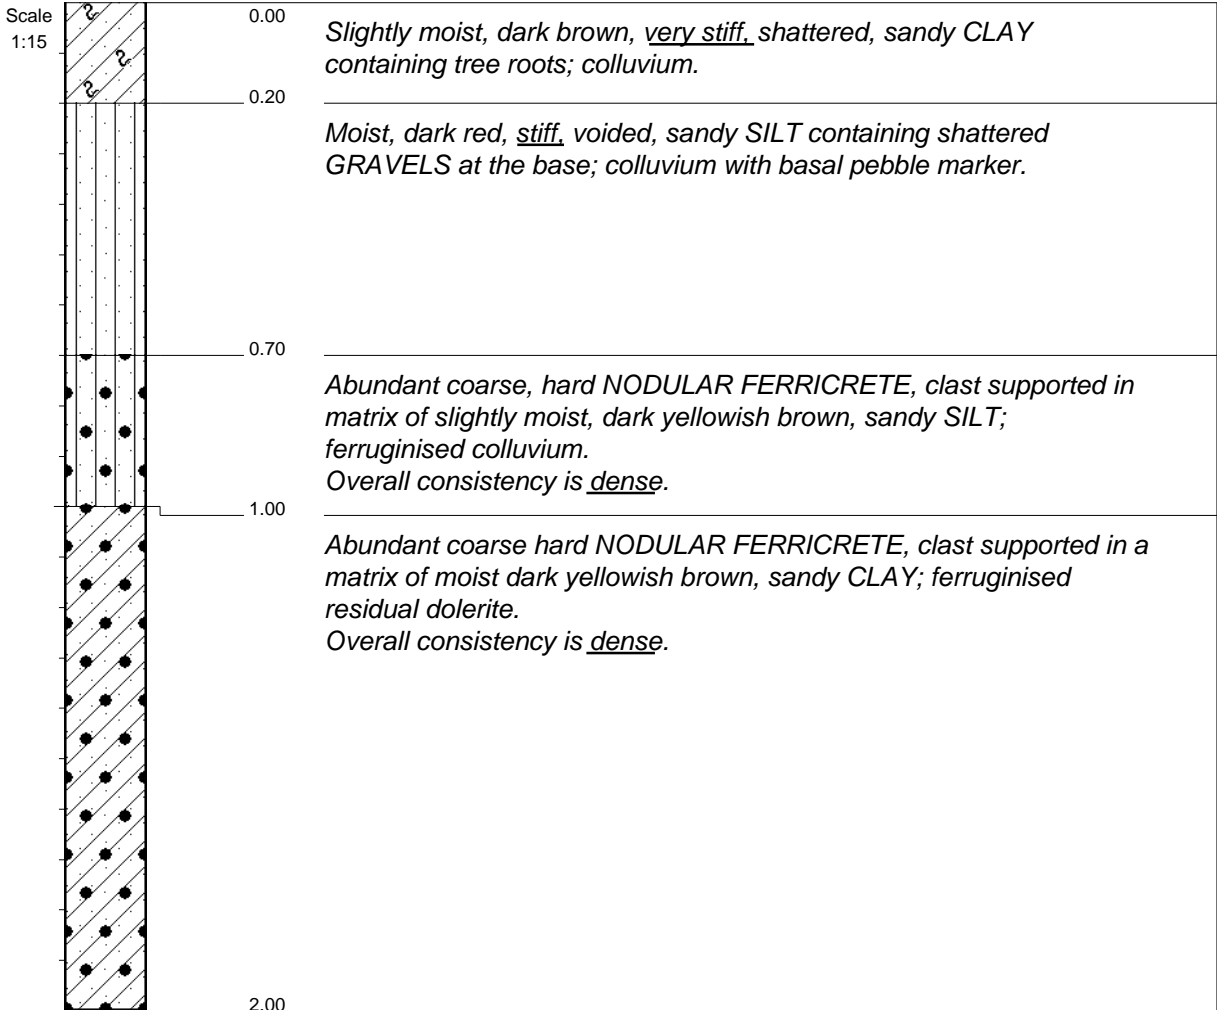 Scale
1:15
0.00
Slightly moist, dark brown, very stiff, shattered, sandy CLAY
containing tree roots; colluvium.
0.20
Moist, dark red, stiff, voided, sandy SILT containing shattered
GRAVELS at the base; colluvium with basal pebble marker.
0.70
Abundant coarse, hard NODULAR FERRICRETE, clast supported in
matrix of slightly moist, dark yellowish brown, sandy SILT;
ferruginised colluvium.
Overall consistency is dense.
1.00
Abundant coarse hard NODULAR FERRICRETE, clast supported in a
matrix of moist dark yellowish brown, sandy CLAY; ferruginised
residual dolerite.
Overall consistency is dense.
2.00